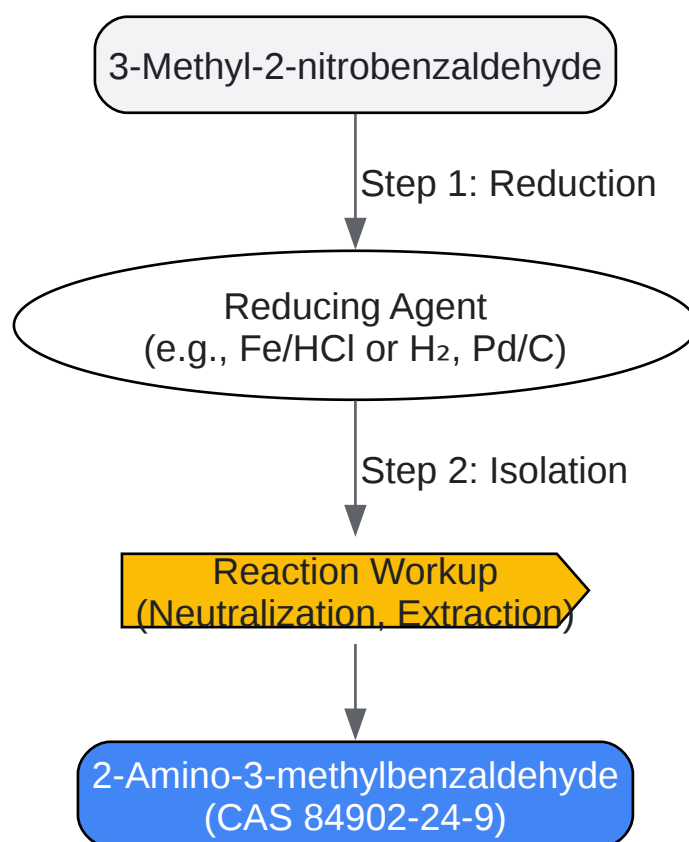 3-Methyl-2-nitrobenzaldehyde
Step 1: Reduction
Reducing Agent
(e.g., Fe/HCl or H₂, Pd/C)
Step 2: Isolation
Reaction Workup
(Neutralization, Extraction)
2-Amino-3-methylbenzaldehyde
(CAS 84902-24-9)